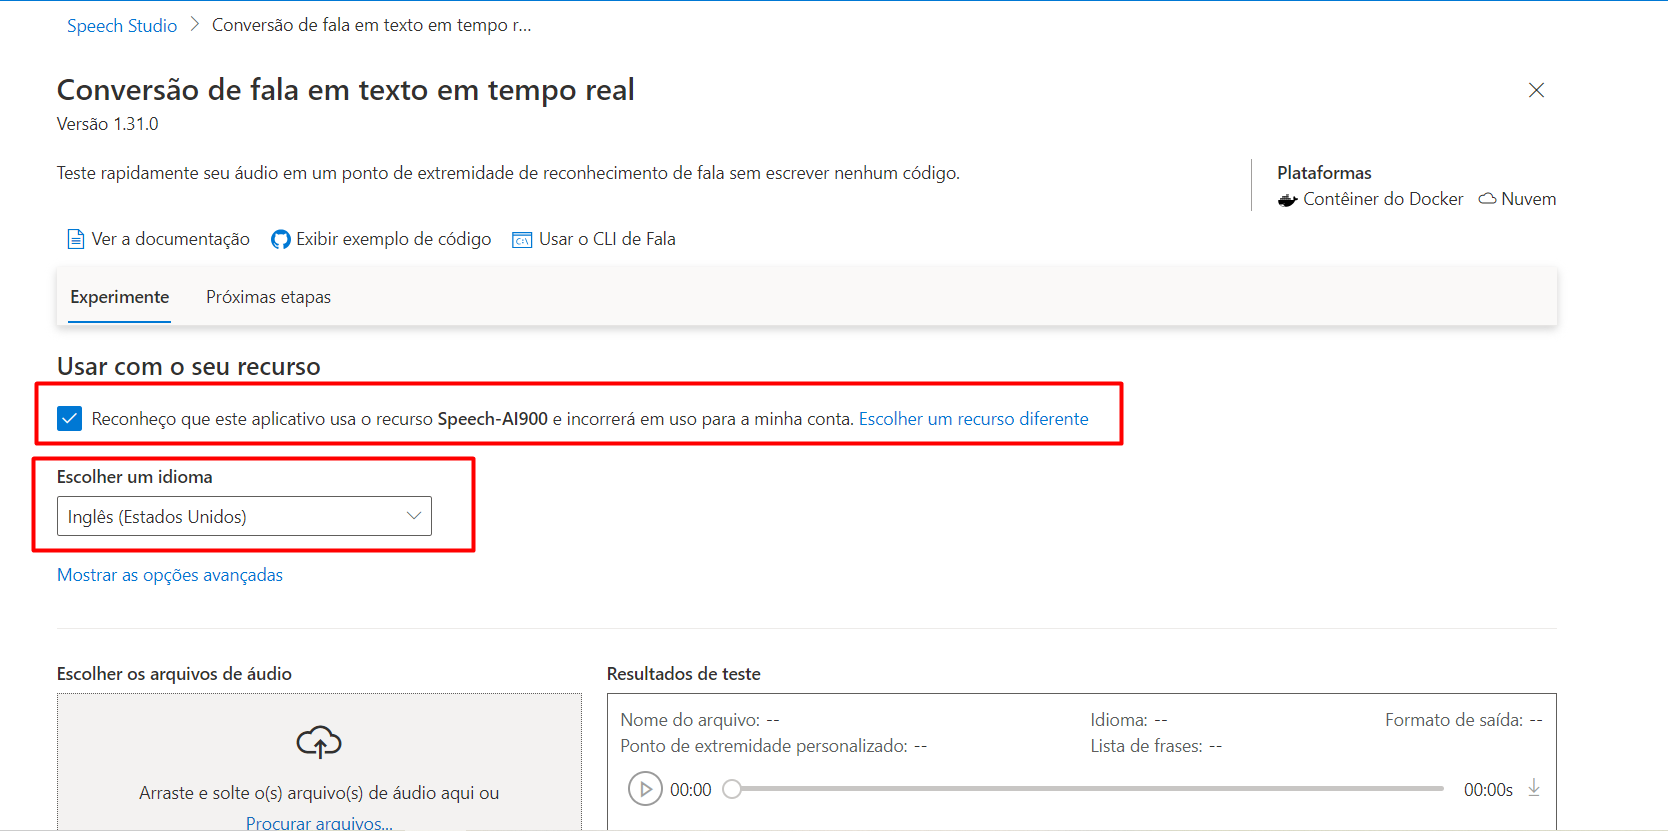 Speech Studio > Conversão de fala em texto em tempo r...
Conversão de fala em texto em tempo real
Versão 1.31.0
Teste rapidamente seu áudio em um ponto de extremidade de reconhecimento de fala sem escrever nenhum código.
Plataformas
Contêiner do Docker Nuvem
Ver a documentação Exibir exemplo de código Usar o CLI de Fala
Experimente Próximas etapas
Usar com o seu recurso
Reconheço que este aplicativo usa o recurso Speech-AI900 e incorrerá em uso para a minha conta. Escolher um recurso diferente
Escolher um idioma
Inglês (Estados Unidos)
Mostrar as opções avançadas
Escolher os arquivos de áudio
Arraste e solte o(s) arquivo(s) de áudio aqui ou
Procurar arquivos...
Resultados de teste
Nome do arquivo: -- Idioma: -- Formato de saída: --
Ponto de extremidade personalizado: -- Lista de frases: --
00:00 00:00s